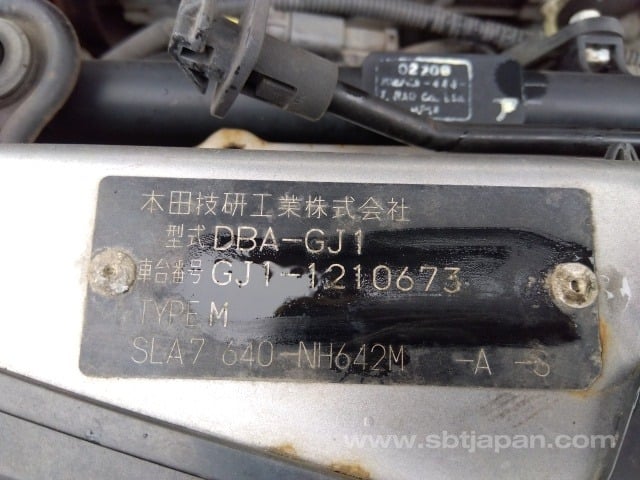 02708
本田技研工業株式会社
型式 DBA-GJ1
車台番号 GJ1-1210673
TYPE M
SLA7 640-NH642M -A -S
www.sbtjapan.com